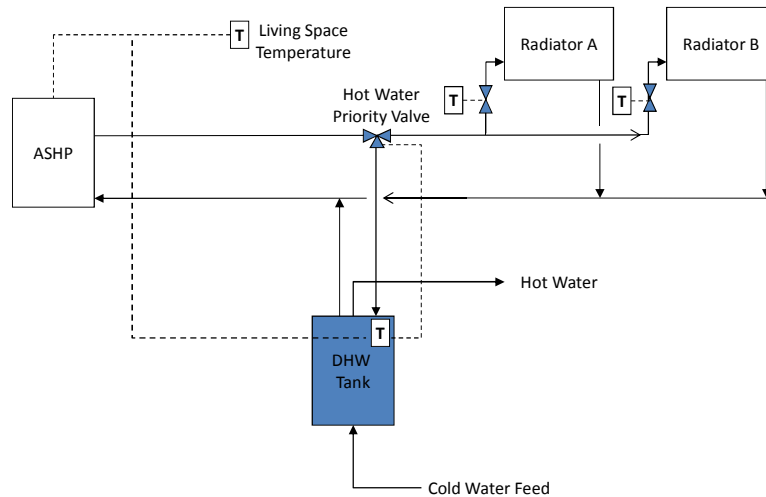 T
Living Space
Temperature
Radiator A
Radiator B
Hot Water
Priority Valve
T
T
ASHP
Hot Water
T
DHW
Tank
Cold Water Feed